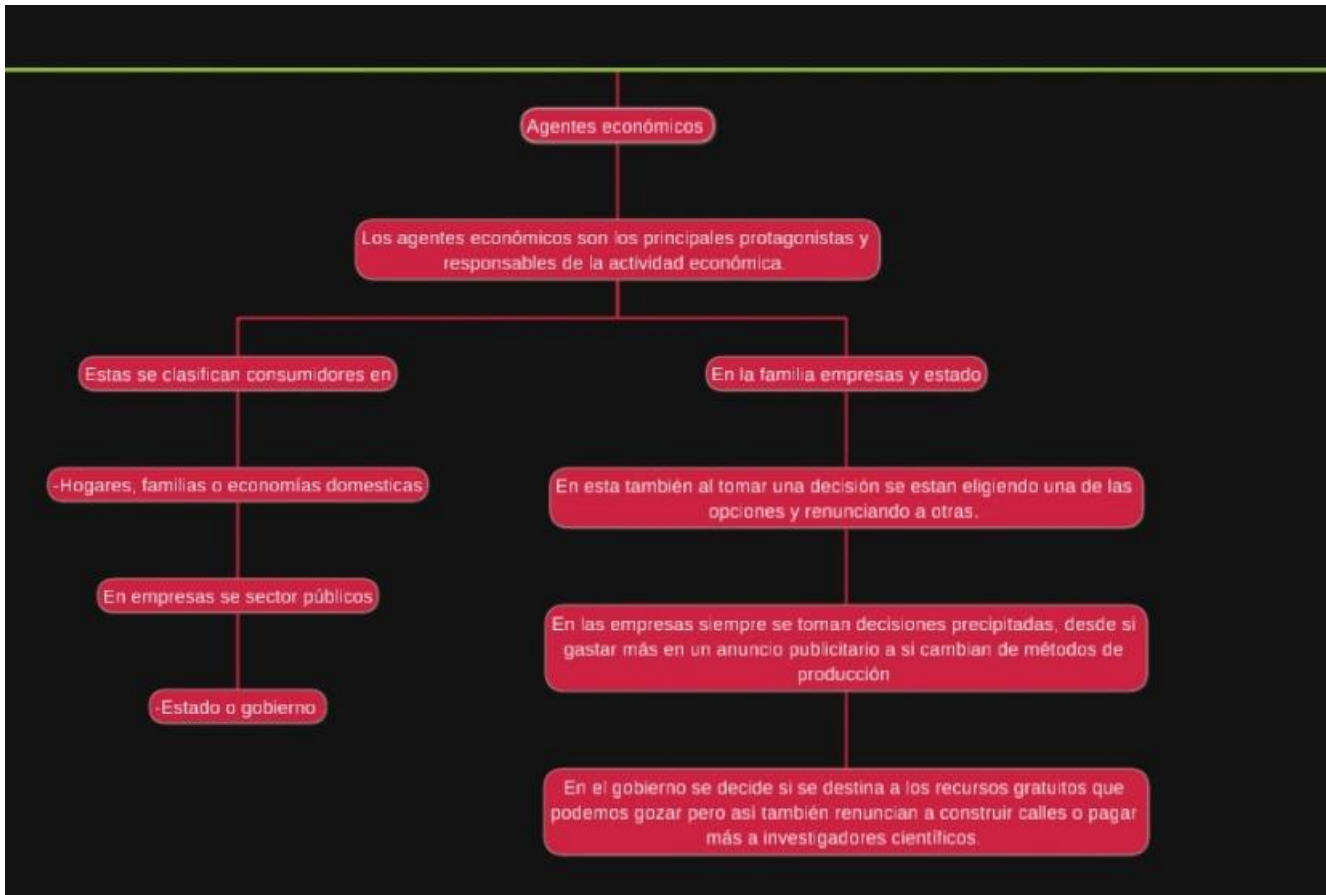 Agentes económicos
Los agentes económicos son los principales protagonistas y
responsables de la actividad económica.
Estas se clasifican consumidores en
-Hogares, familias o economías domesticas
En empresas se sector públicos
-Estado o gobierno
En la familia empresas y estado
En esta también al tomar una decisión se estan eligiendo una de las
opciones y renunciando a otras.
En las empresas siempre se toman decisiones precipitadas, desde si
gastar más en un anuncio publicitario a si cambian de métodos de
producción
En el gobierno se decide si se destina a los recursos gratuitos que
podemos gozar pero así también renuncian a construir calles o pagar
más a investigadores científicos.